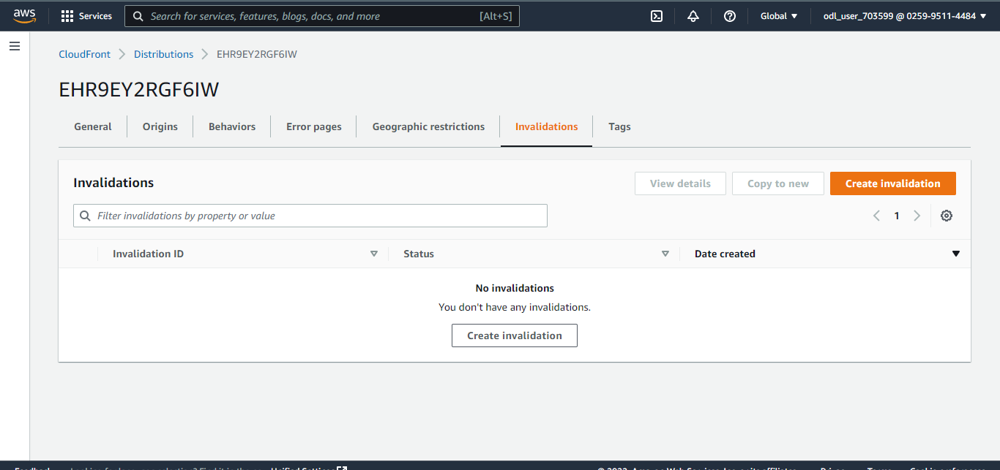 aws Services Search for services, features, blogs, docs, and more [Alt+S] Global odl_user_703599 @ 0259-9511-4484
CloudFront Distributions EHR9EY2RGF6IW
EHR9EY2RGF6IW
General Origins Behaviors Error pages Geographic restrictions Invalidations Tags
Invalidations View details Copy to new Create invalidation
Filter invalidations by property or value 1
Invalidation ID Status Date created
No invalidations
You don't have any invalidations.
Create invalidation